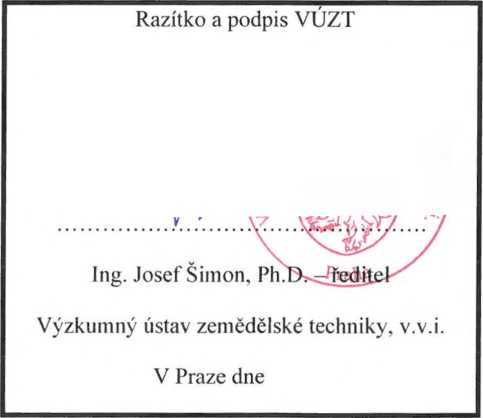 Razítko a podpis VÚZT
Ing. Josef Šimon, Ph.D. – ředitel
Výzkumný ústav zemědělské techniky, v.v.i.
V Praze dne